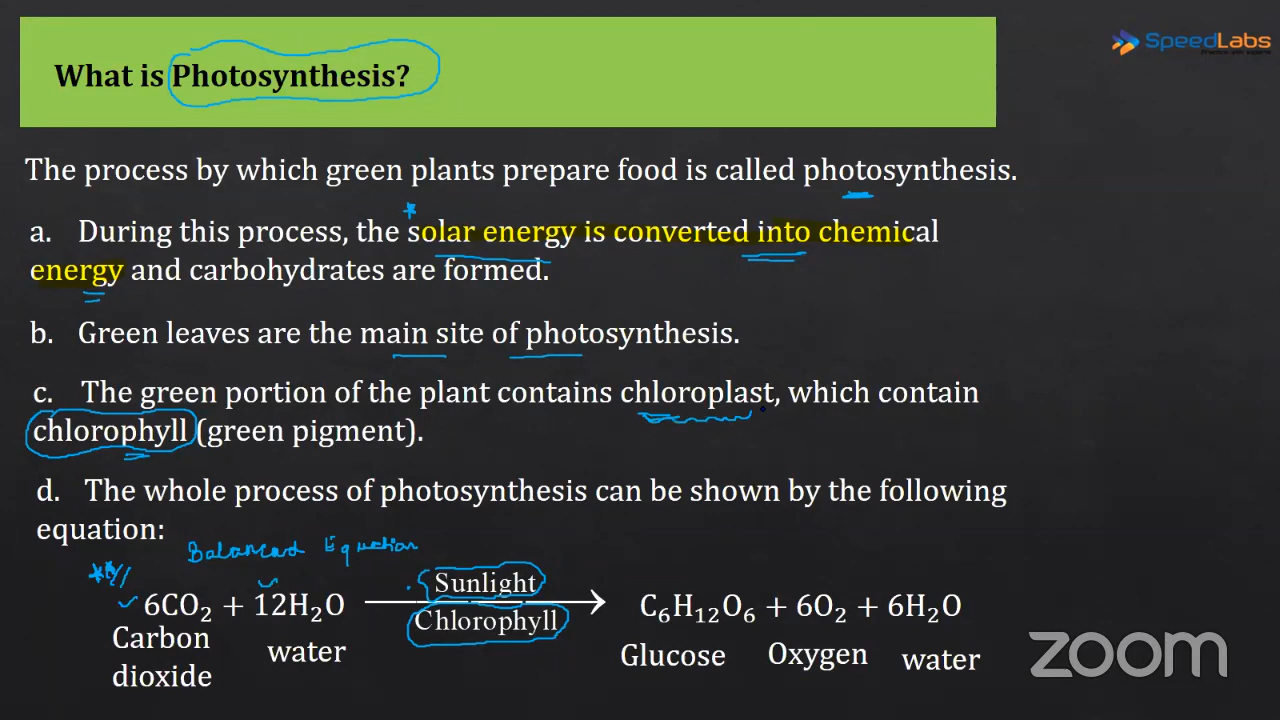 What is Photosynthesis?
SpeedLabs
The process by which green plants prepare food is called photosynthesis.
a. During this process, the solar energy is converted into chemical
energy and carbohydrates are formed.
b. Green leaves are the main site of photosynthesis.
c. The green portion of the plant contains chloroplast, which contain
chlorophyll (green pigment).
d. The whole process of photosynthesis can be shown by the following
equation:
Balanced Equation
Sunlight
6CO₂ + 12H₂O ⟶ C₆H₁₂O₆ + 6O₂ + 6H₂O
Chlorophyll
Carbon dioxide
water
Glucose
Oxygen
water
zoom